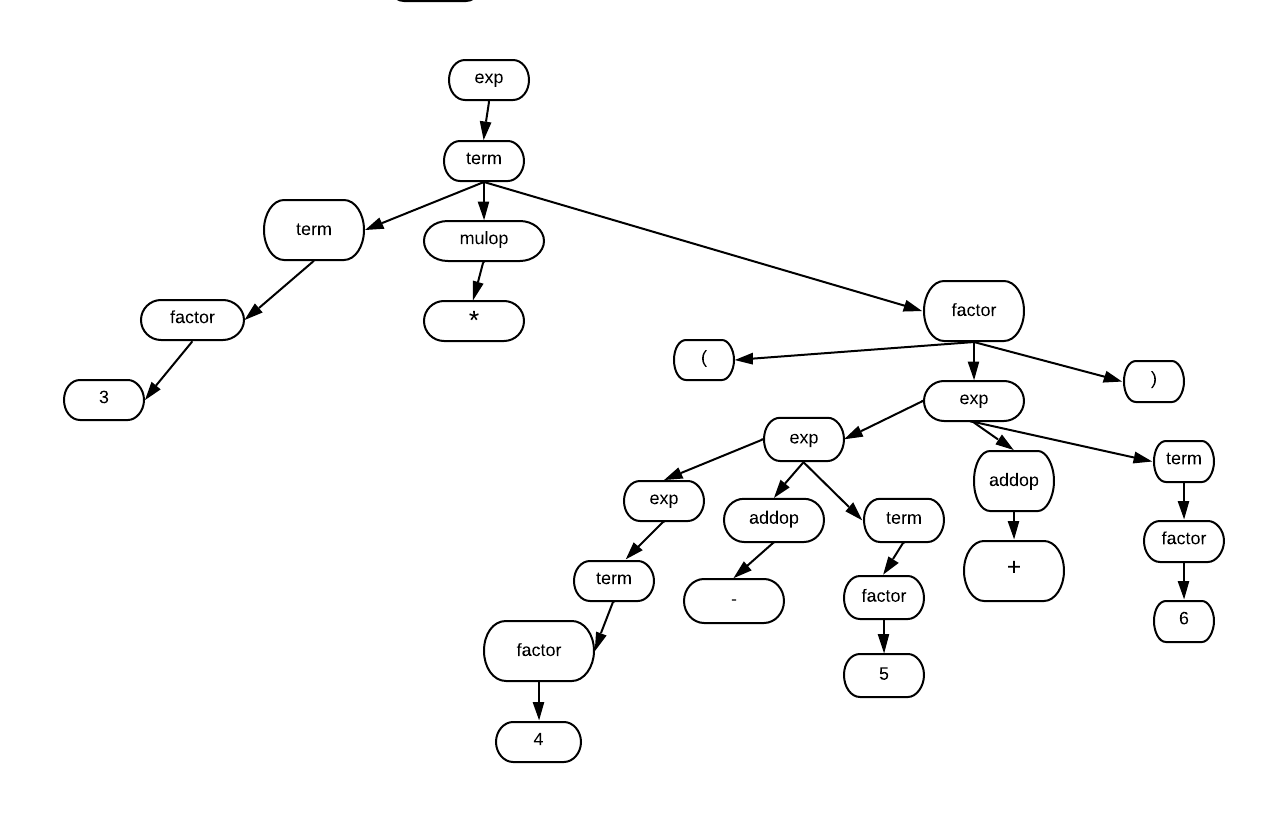 exp
term
term
mulop
factor
*
factor
3
(
)
exp
exp
addop
term
exp
addop
term
factor
+
term
-
factor
6
factor
5
4